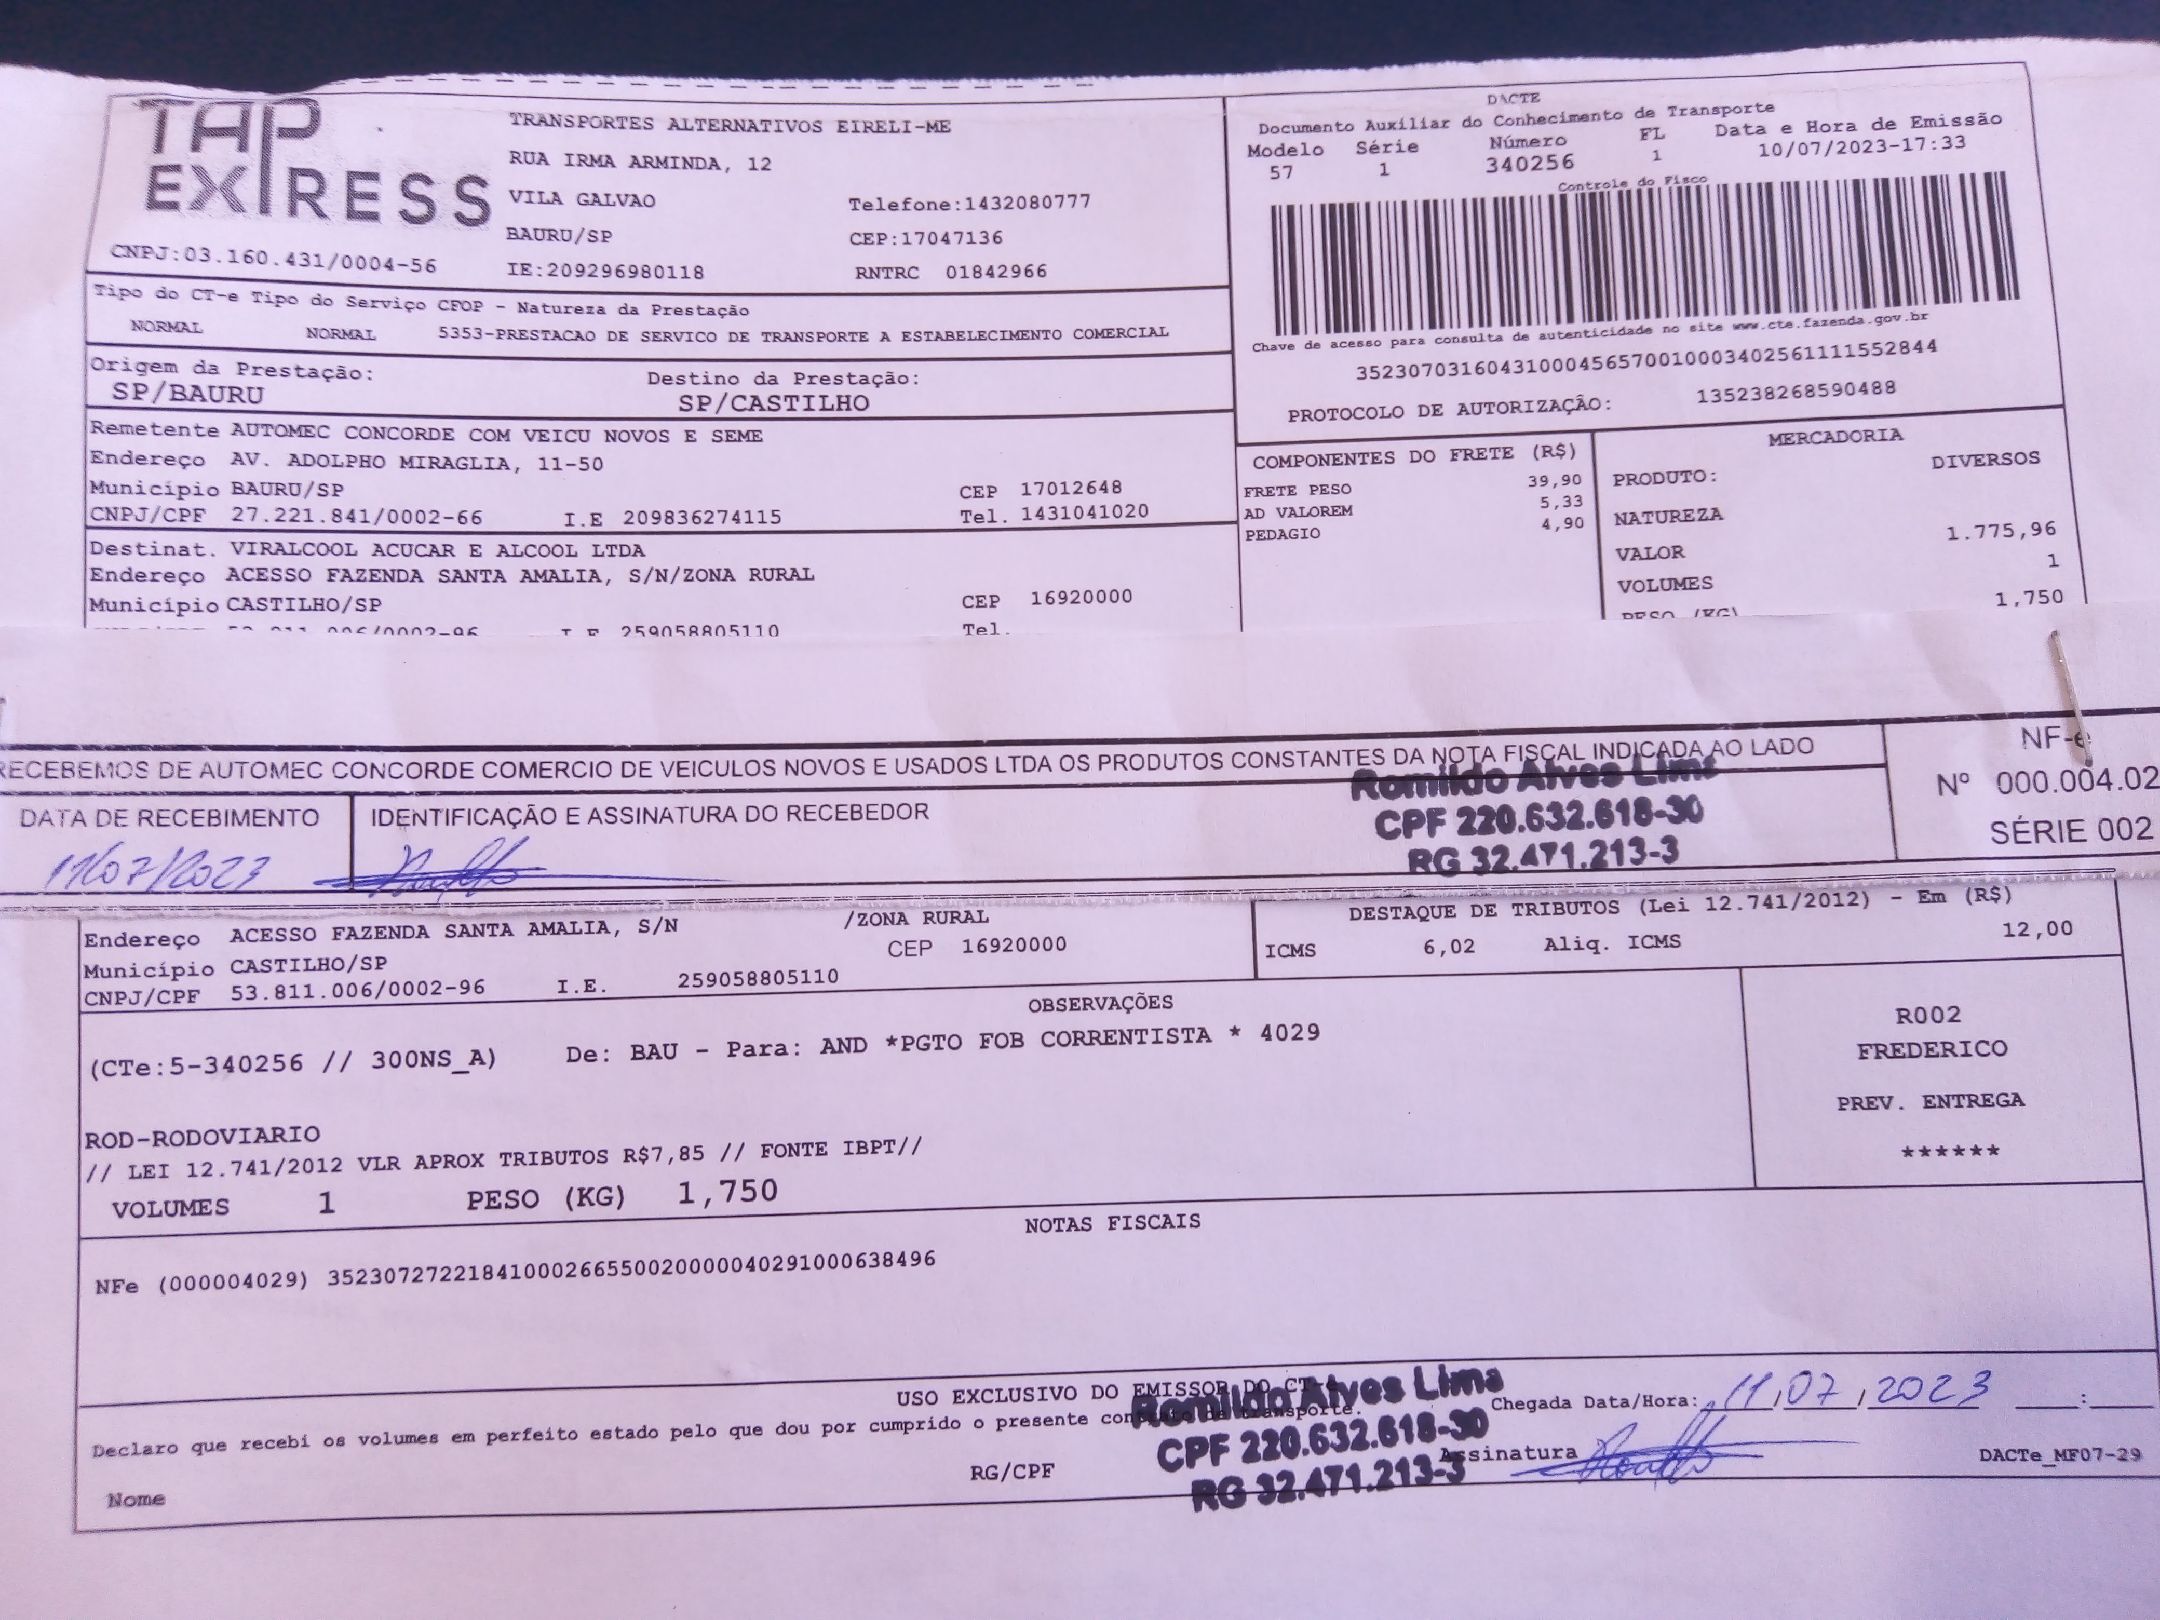 TAP
EXPRESS
CNPJ:03.160.431/0004-56
TRANSPORTES ALTERNATIVOS EIRELI-ME
RUA IRMA ARMINDA, 12
VILA GALVAO Telefone:1432080777
BAURU/SP CEP:17047136
IE:209296980118 RNTRC 01842966
DACTE
Documento Auxiliar do Conhecimento de Transporte
Modelo Série Número FL Data e Hora de Emissão
57 1 340256 1 10/07/2023-17:33
Controle do Fisco
Chave de acesso para consulta de autenticidade no site www.cte.fazenda.gov.br
35230703160431000456570010003402561111552844
PROTOCOLO DE AUTORIZAÇÃO: 135238268590488
Tipo do CT-e Tipo do Serviço CFOP - Natureza da Prestação
NORMAL NORMAL 5353-PRESTACAO DE SERVICO DE TRANSPORTE A ESTABELECIMENTO COMERCIAL
Origem da Prestação: Destino da Prestação:
SP/BAURU SP/CASTILHO
Remetente AUTOMEC CONCORDE COM VEICU NOVOS E SEME
Endereço AV. ADOLPHO MIRAGLIA, 11-50
Município BAURU/SP CEP 17012648
CNPJ/CPF 27.221.841/0002-66 I.E 209836274115 Tel. 1431041020
Destinat. VIRALCOOL ACUCAR E ALCOOL LTDA
Endereço ACESSO FAZENDA SANTA AMALIA, S/N/ZONA RURAL
Município CASTILHO/SP CEP 16920000
53.811.006/0002-96 I.E 259058805110 Tel.
COMPONENTES DO FRETE (R$)
FRETE PESO 39,90
AD VALOREM 5,33
PEDAGIO 4,90
MERCADORIA
PRODUTO: DIVERSOS
NATUREZA
VALOR 1.775,96
VOLUMES 1
PESO (KG) 1,750
RECEBEMOS DE AUTOMEC CONCORDE COMERCIO DE VEICULOS NOVOS E USADOS LTDA OS PRODUTOS CONSTANTES DA NOTA FISCAL INDICADA AO LADO
NF-e
Nº 000.004.02
SÉRIE 002
DATA DE RECEBIMENTO IDENTIFICAÇÃO E ASSINATURA DO RECEBEDOR
11/07/2023
Romildo Alves Lima
CPF 220.632.618-30
RG 32.471.213-3
Endereço ACESSO FAZENDA SANTA AMALIA, S/N /ZONA RURAL
Município CASTILHO/SP CEP 16920000
CNPJ/CPF 53.811.006/0002-96 I.E. 259058805110
DESTAQUE DE TRIBUTOS (Lei 12.741/2012) - Em (R$)
ICMS 6,02 Aliq. ICMS 12,00
OBSERVAÇÕES
(CTe:5-340256 // 300NS_A) De: BAU - Para: AND *PGTO FOB CORRENTISTA * 4029
ROD-RODOVIARIO
// LEI 12.741/2012 VLR APROX TRIBUTOS R$7,85 // FONTE IBPT//
VOLUMES 1 PESO (KG) 1,750
R002
FREDERICO
PREV. ENTREGA
******
NOTAS FISCAIS
NFe (000004029) 35230727221841000266550020000040291000638496
USO EXCLUSIVO DO EMISSOR DO CT-e
Declaro que recebi os volumes em perfeito estado pelo que dou por cumprido o presente contrato de transporte.
Nome RG/CPF
Romildo Alves Lima
CPF 220.632.618-30
RG 32.471.213-3
Chegada Data/Hora: 11/07/2023 :
Assinatura
DACTe_MF07-29